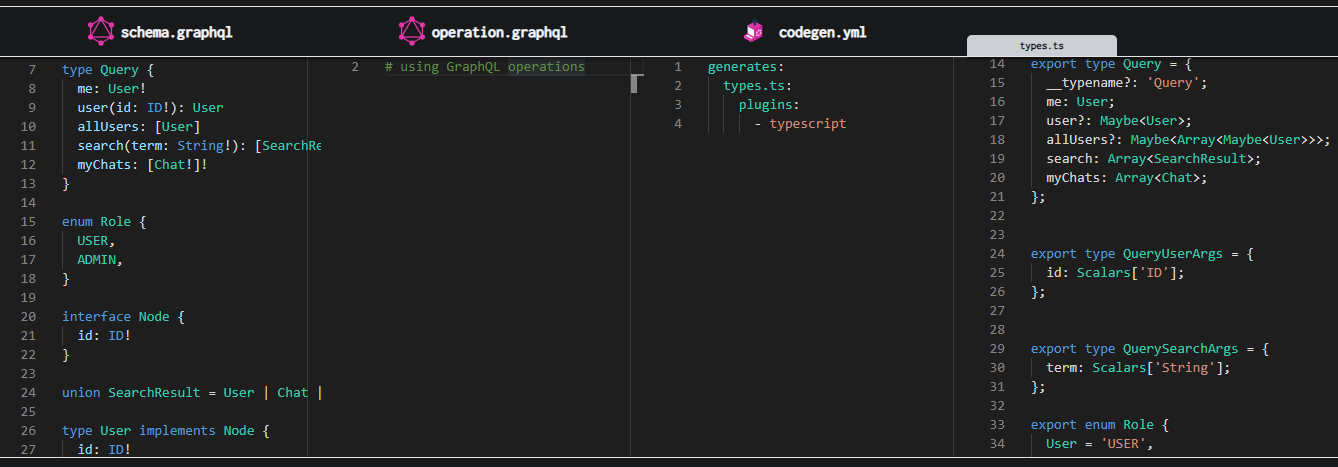 schema.graphql
7 type Query {
8 me: User!
9 user(id: ID!): User
10 allUsers: [User]
11 search(term: String!): [SearchRe
12 myChats: [Chat!]!
13 }
14
15 enum Role {
16 USER,
17 ADMIN,
18 }
19
20 interface Node {
21 id: ID!
22 }
23
24 union SearchResult = User | Chat |
25
26 type User implements Node {
27 id: ID!
operation.graphql
2 # using GraphQL operations
codegen.yml
1 generates:
2 types.ts:
3 plugins:
4 - typescript
types.ts
14 export type Query = {
15 __typename?: 'Query';
16 me: User;
17 user?: Maybe<User>;
18 allUsers?: Maybe<Array<Maybe<User>>>;
19 search: Array<SearchResult>;
20 myChats: Array<Chat>;
21 };
22
23
24 export type QueryUserArgs = {
25 id: Scalars['ID'];
26 };
27
28
29 export type QuerySearchArgs = {
30 term: Scalars['String'];
31 };
32
33 export enum Role {
34 User = 'USER',